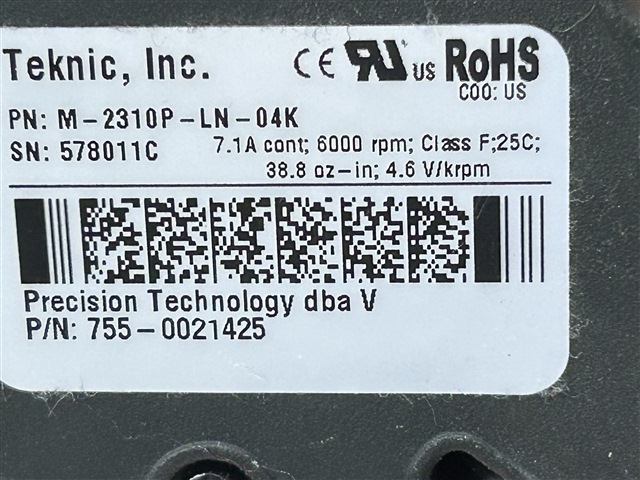 Teknic, Inc. CE RU US RoHS
COO: US
PN: M-2310P-LN-04K
SN: 578011C 7.1A cont; 6000 rpm; Class F;25C;
38.8 oz-in; 4.6 V/krpm
Precision Technology dba V
P/N: 755-0021425